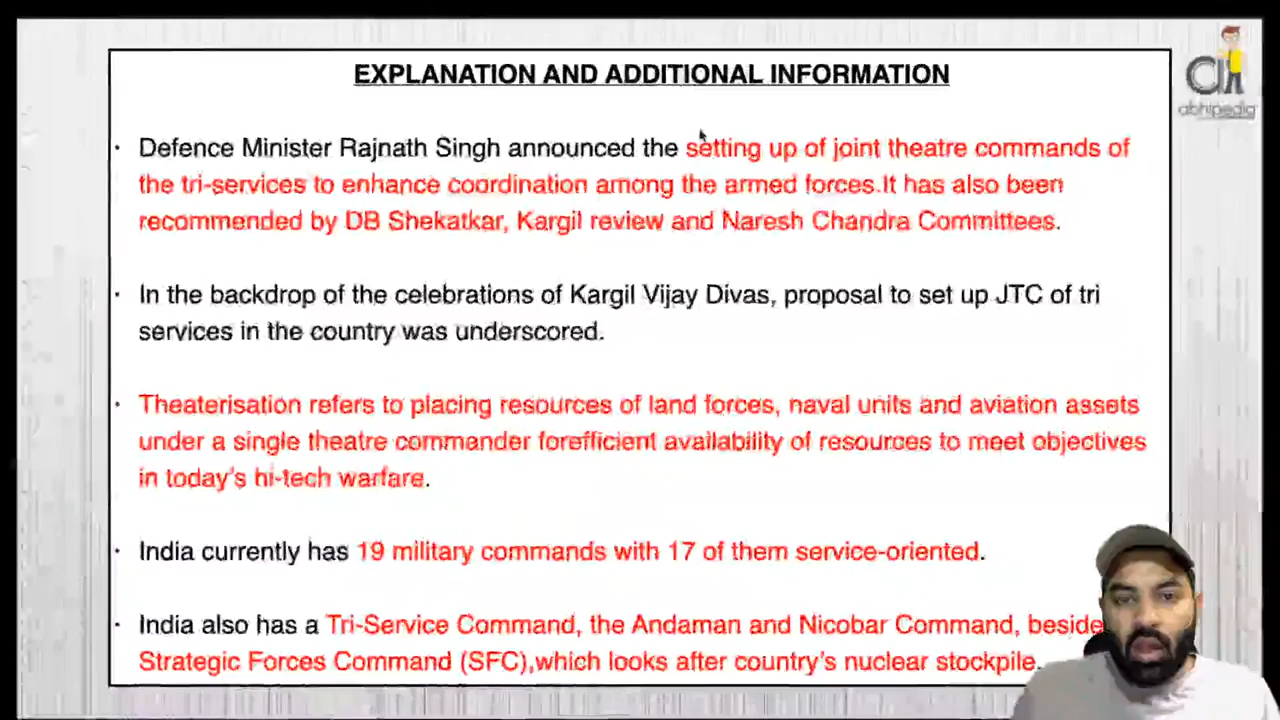 EXPLANATION AND ADDITIONAL INFORMATION
abhipedia
· Defence Minister Rajnath Singh announced the setting up of joint theatre commands of
the tri-services to enhance coordination among the armed forces.It has also been
recommended by DB Shekatkar, Kargil review and Naresh Chandra Committees.
· In the backdrop of the celebrations of Kargil Vijay Divas, proposal to set up JTC of tri
services in the country was underscored.
· Theaterisation refers to placing resources of land forces, naval units and aviation assets
under a single theatre commander forefficient availability of resources to meet objectives
in today's hi-tech warfare.
· India currently has 19 military commands with 17 of them service-oriented.
· India also has a Tri-Service Command, the Andaman and Nicobar Command, beside
Strategic Forces Command (SFC),which looks after country's nuclear stockpile.